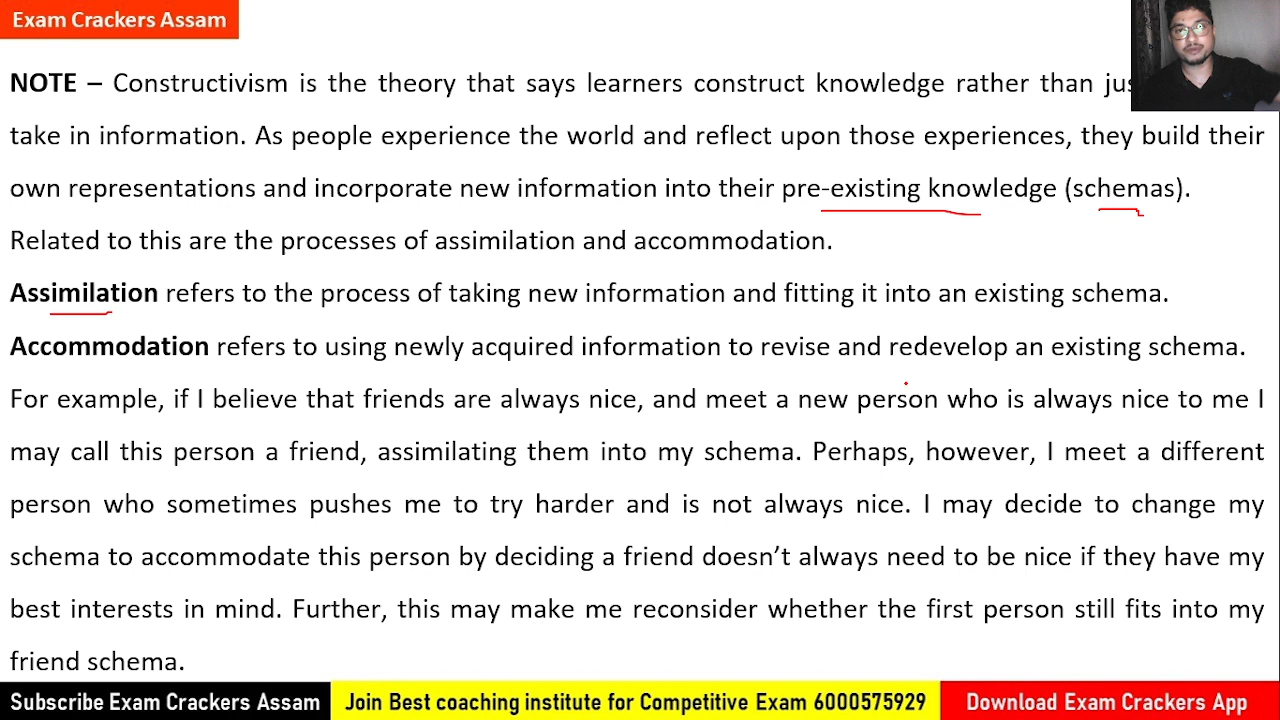 Exam Crackers Assam
NOTE – Constructivism is the theory that says learners construct knowledge rather than
take in information. As people experience the world and reflect upon those experiences, they build their
own representations and incorporate new information into their pre-existing knowledge (schemas).
Related to this are the processes of assimilation and accommodation.
Assimilation refers to the process of taking new information and fitting it into an existing schema.
Accommodation refers to using newly acquired information to revise and redevelop an existing schema.
For example, if I believe that friends are always nice, and meet a new person who is always nice to me I
may call this person a friend, assimilating them into my schema. Perhaps, however, I meet a different
person who sometimes pushes me to try harder and is not always nice. I may decide to change my
schema to accommodate this person by deciding a friend doesn’t always need to be nice if they have my
best interests in mind. Further, this may make me reconsider whether the first person still fits into my
friend schema.
Subscribe Exam Crackers Assam Join Best coaching institute for Competitive Exam 6000575929 Download Exam Crackers App